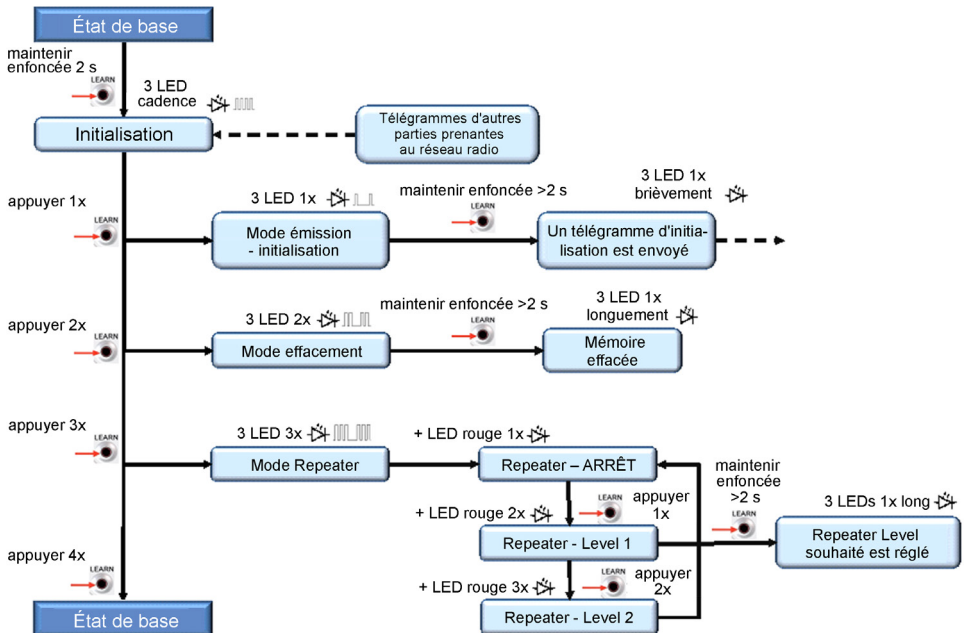 État de base
maintenir
enfoncée 2 s
LEARN
3 LED
cadence
Initialisation
Télégrammes d'autres
parties prenantes
au réseau radio
appuyer 1x
LEARN
3 LED 1x
Mode émission
- initialisation
maintenir enfoncée >2 s
LEARN
3 LED 1x
brièvement
Un télégramme d'initia-
lisation est envoyé
appuyer 2x
LEARN
3 LED 2x
Mode effacement
maintenir enfoncée >2 s
LEARN
3 LED 1x
longuement
Mémoire
effacée
appuyer 3x
LEARN
3 LED 3x
Mode Repeater
+ LED rouge 1x
Repeater – ARRÊT
LEARN
appuyer
1x
+ LED rouge 2x
Repeater - Level 1
LEARN
appuyer
2x
+ LED rouge 3x
Repeater - Level 2
maintenir
enfoncée
>2 s
LEARN
3 LEDs 1x long
Repeater Level
souhaité est réglé
appuyer 4x
LEARN
État de base